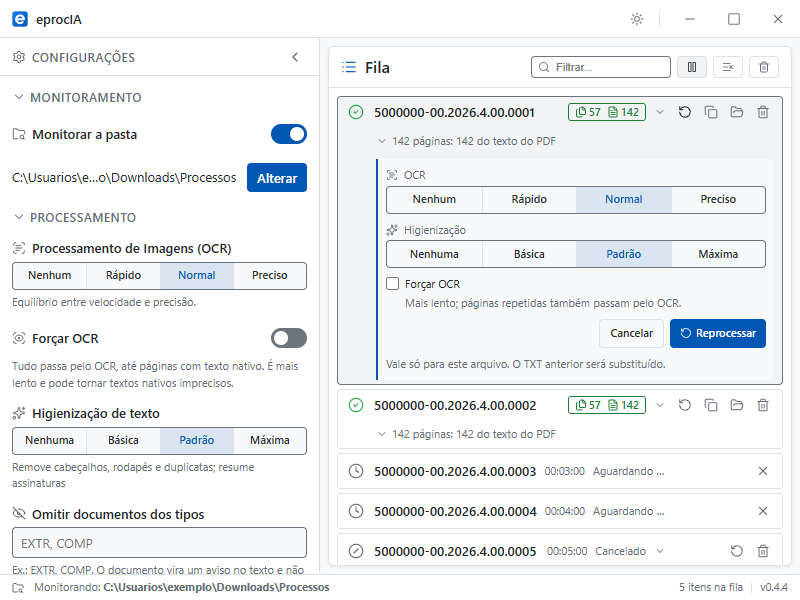 eprocIA
CONFIGURAÇÕES
MONITORAMENTO
Monitorar a pasta
C:\Usuarios\e...o\Downloads\Processos
Alterar
PROCESSAMENTO
Processamento de Imagens (OCR)
Nenhum Rápido Normal Preciso
Equilíbrio entre velocidade e precisão.
Forçar OCR
Tudo passa pelo OCR, até páginas com texto nativo. É mais
lento e pode tornar textos nativos imprecisos.
Higienização de texto
Nenhuma Básica Padrão Máxima
Remove cabeçalhos, rodapés e duplicatas; resume
assinaturas
Omitir documentos dos tipos
EXTR, COMP
Ex.: EXTR, COMP. O documento vira um aviso no texto e não
Fila
Filtrar...
5000000-00.2026.4.00.0001 57 142
142 páginas: 142 do texto do PDF
OCR
Nenhum Rápido Normal Preciso
Higienização
Nenhuma Básica Padrão Máxima
Forçar OCR
Mais lento; páginas repetidas também passam pelo OCR.
Cancelar Reprocessar
Vale só para este arquivo. O TXT anterior será substituído.
5000000-00.2026.4.00.0002 57 142
142 páginas: 142 do texto do PDF
5000000-00.2026.4.00.0003 00:03:00 Aguardando ...
5000000-00.2026.4.00.0004 00:04:00 Aguardando ...
5000000-00.2026.4.00.0005 00:05:00 Cancelado
Monitorando: C:\Usuarios\exemplo\Downloads\Processos
5 itens na fila v0.4.4